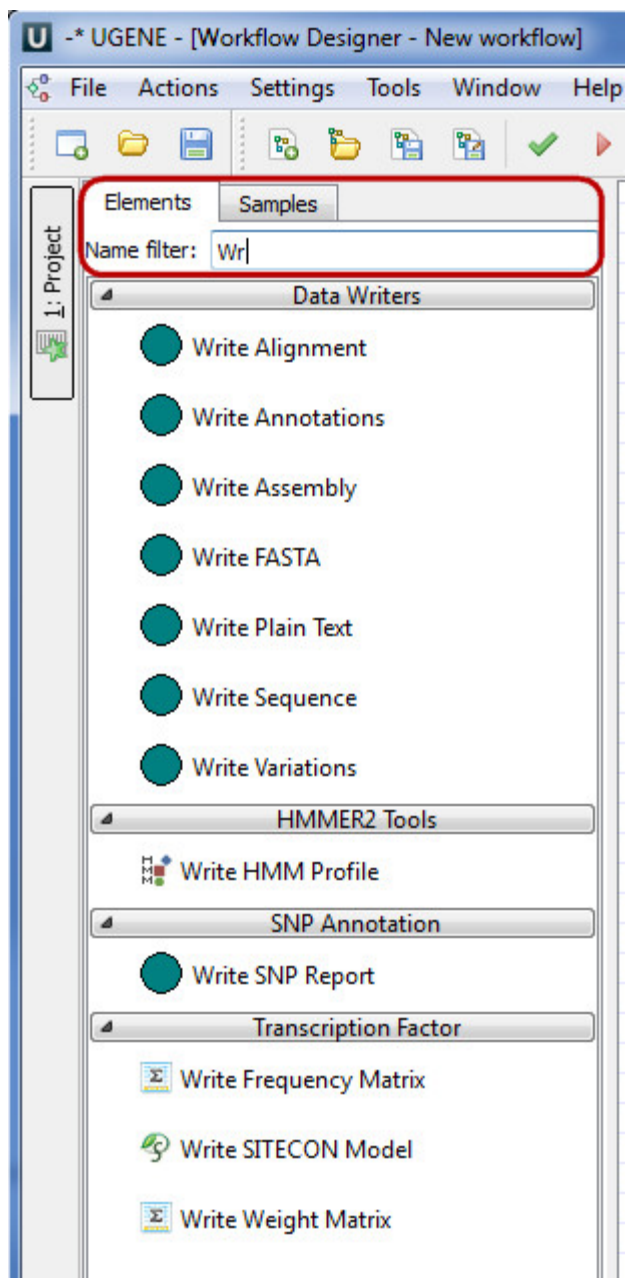 U -* UGENE - [Workflow Designer - New workflow]
File Actions Settings Tools Window Help
1: Project
Elements Samples
Name filter: Wr
Data Writers
Write Alignment
Write Annotations
Write Assembly
Write FASTA
Write Plain Text
Write Sequence
Write Variations
HMMER2 Tools
HMM Write HMM Profile
SNP Annotation
Write SNP Report
Transcription Factor
Σ Write Frequency Matrix
Write SITECON Model
Σ Write Weight Matrix